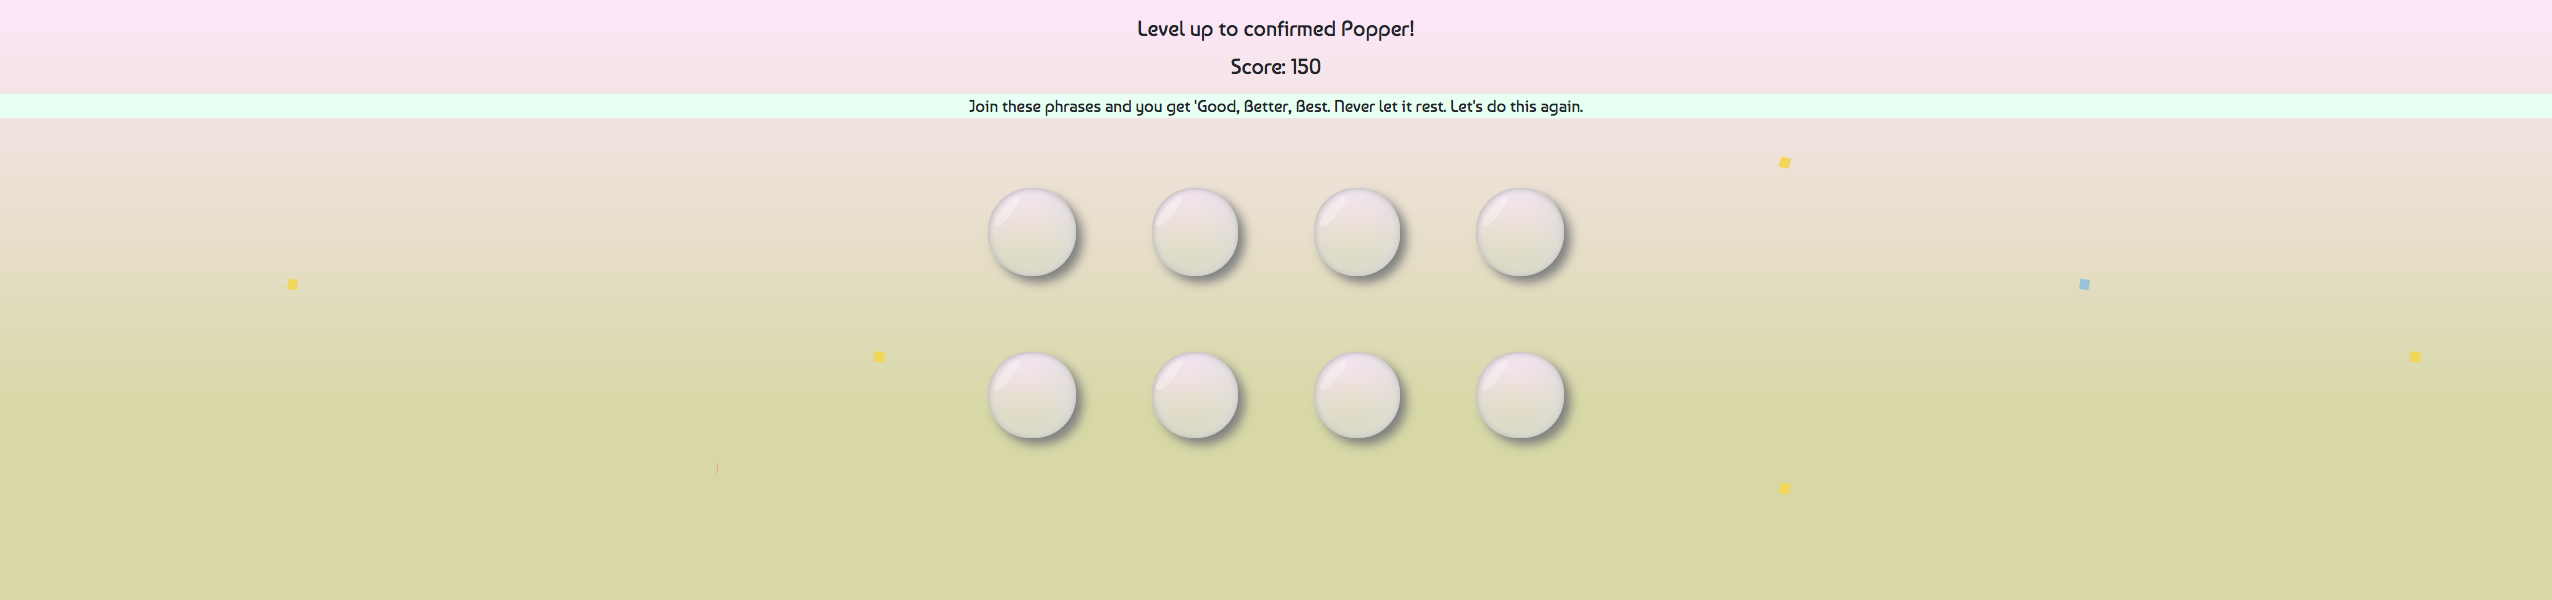 Level up to confirmed Popper!
Score: 150
Join these phrases and you get 'Good, Better, Best. Never let it rest. Let's do this again.